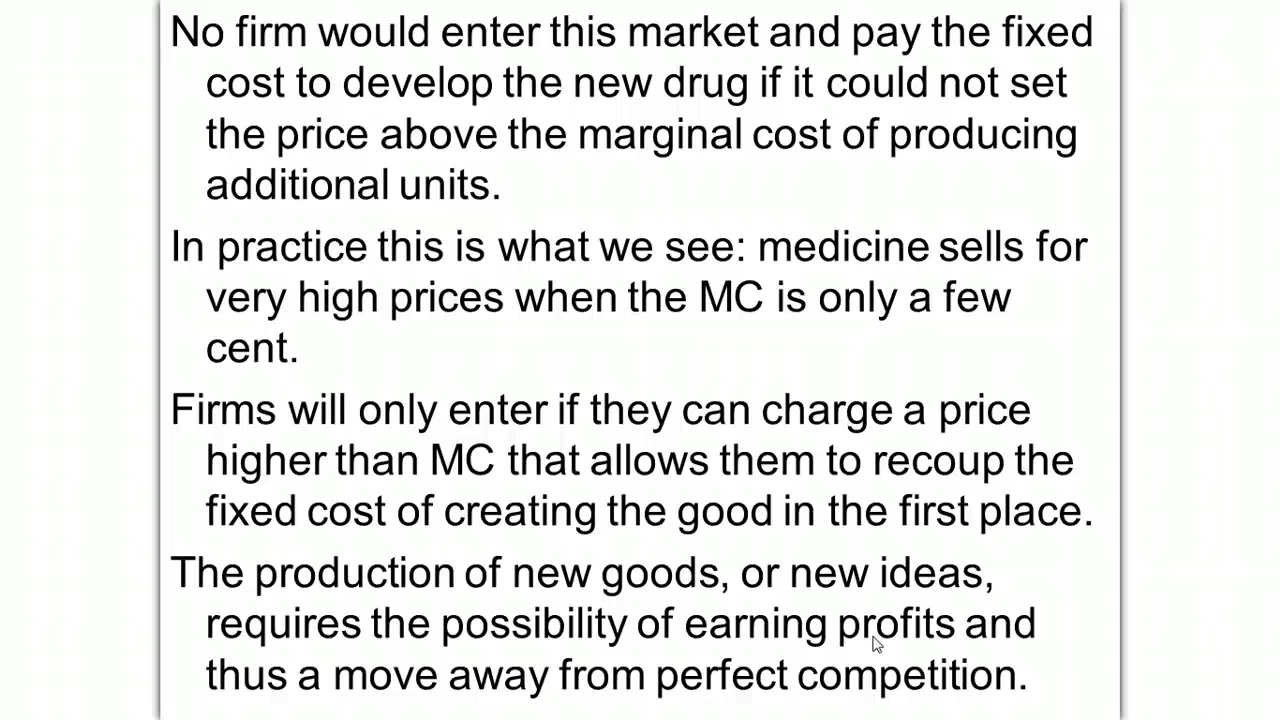 No firm would enter this market and pay the fixed
cost to develop the new drug if it could not set
the price above the marginal cost of producing
additional units.
In practice this is what we see: medicine sells for
very high prices when the MC is only a few
cent.
Firms will only enter if they can charge a price
higher than MC that allows them to recoup the
fixed cost of creating the good in the first place.
The production of new goods, or new ideas,
requires the possibility of earning profits and
thus a move away from perfect competition.